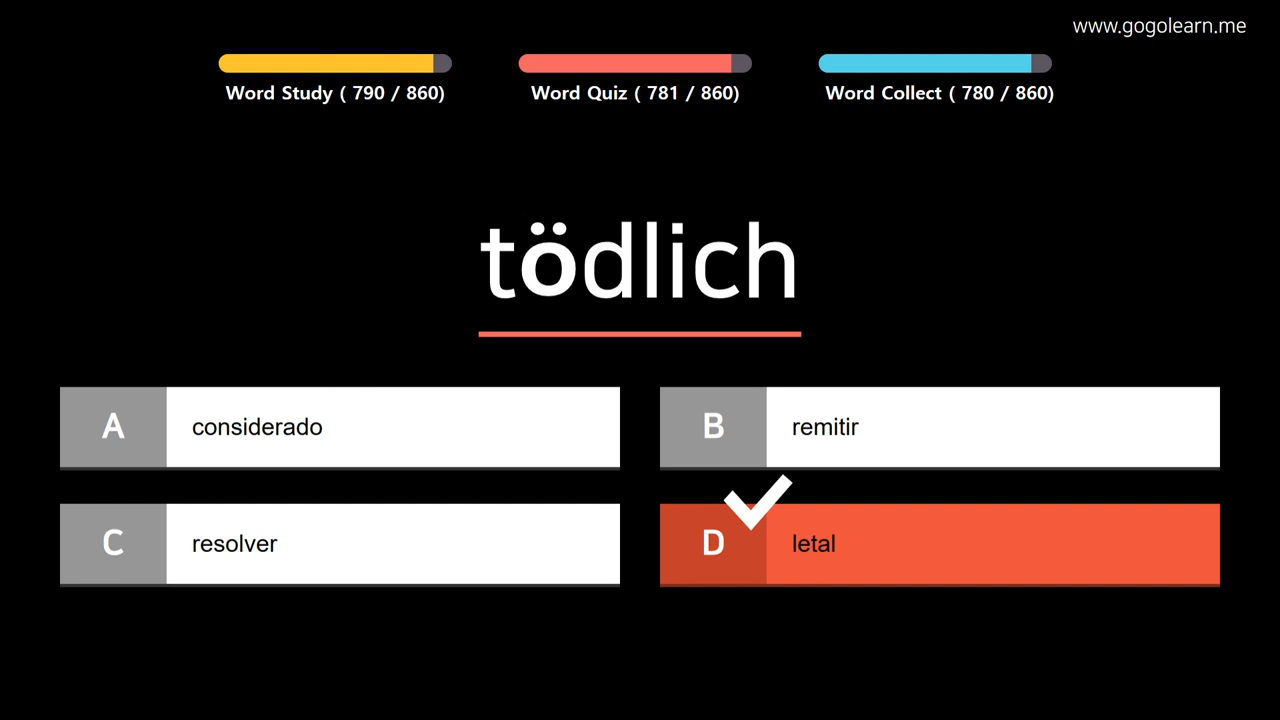 www.gogolearn.me
Word Study ( 790 / 860)
Word Quiz ( 781 / 860)
Word Collect ( 780 / 860)
tödlich
A considerado
B remitir
C resolver
D letal